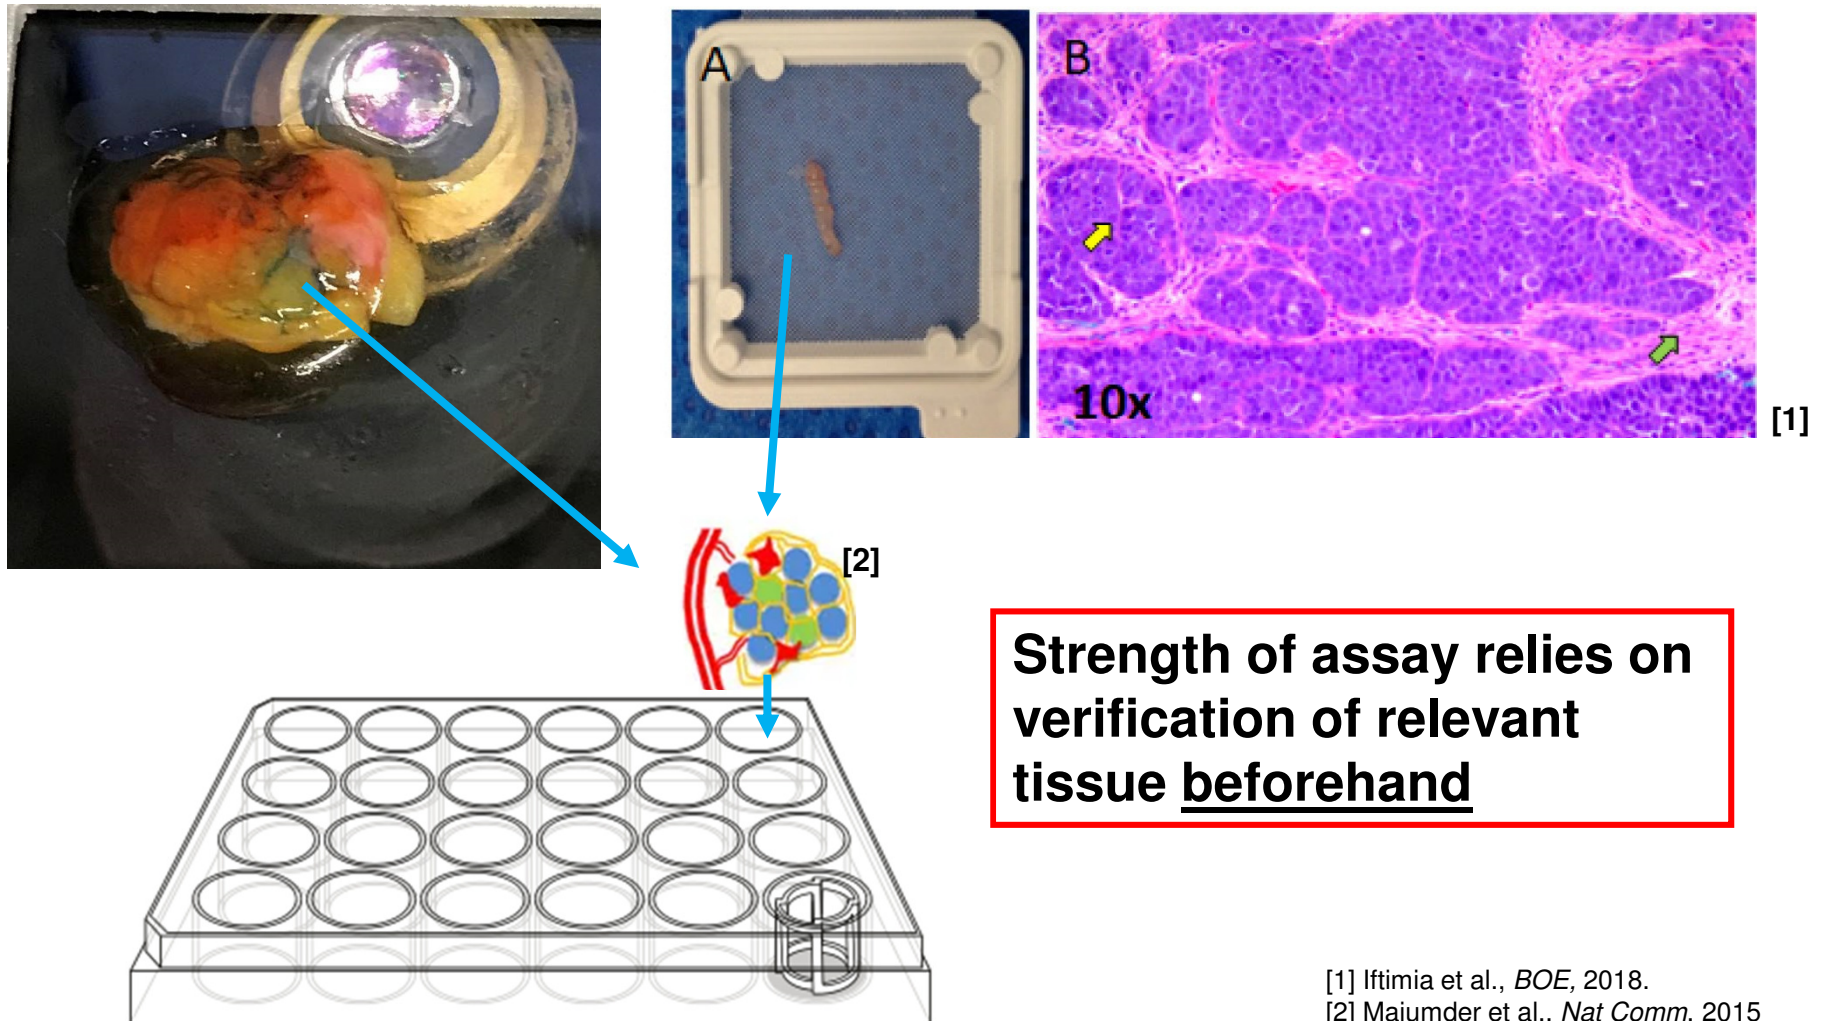 A
B
10x
[1]
[2]
Strength of assay relies on
verification of relevant
tissue beforehand
[1] Iftimia et al., BOE, 2018.
[2] Majumder et al., Nat Comm. 2015